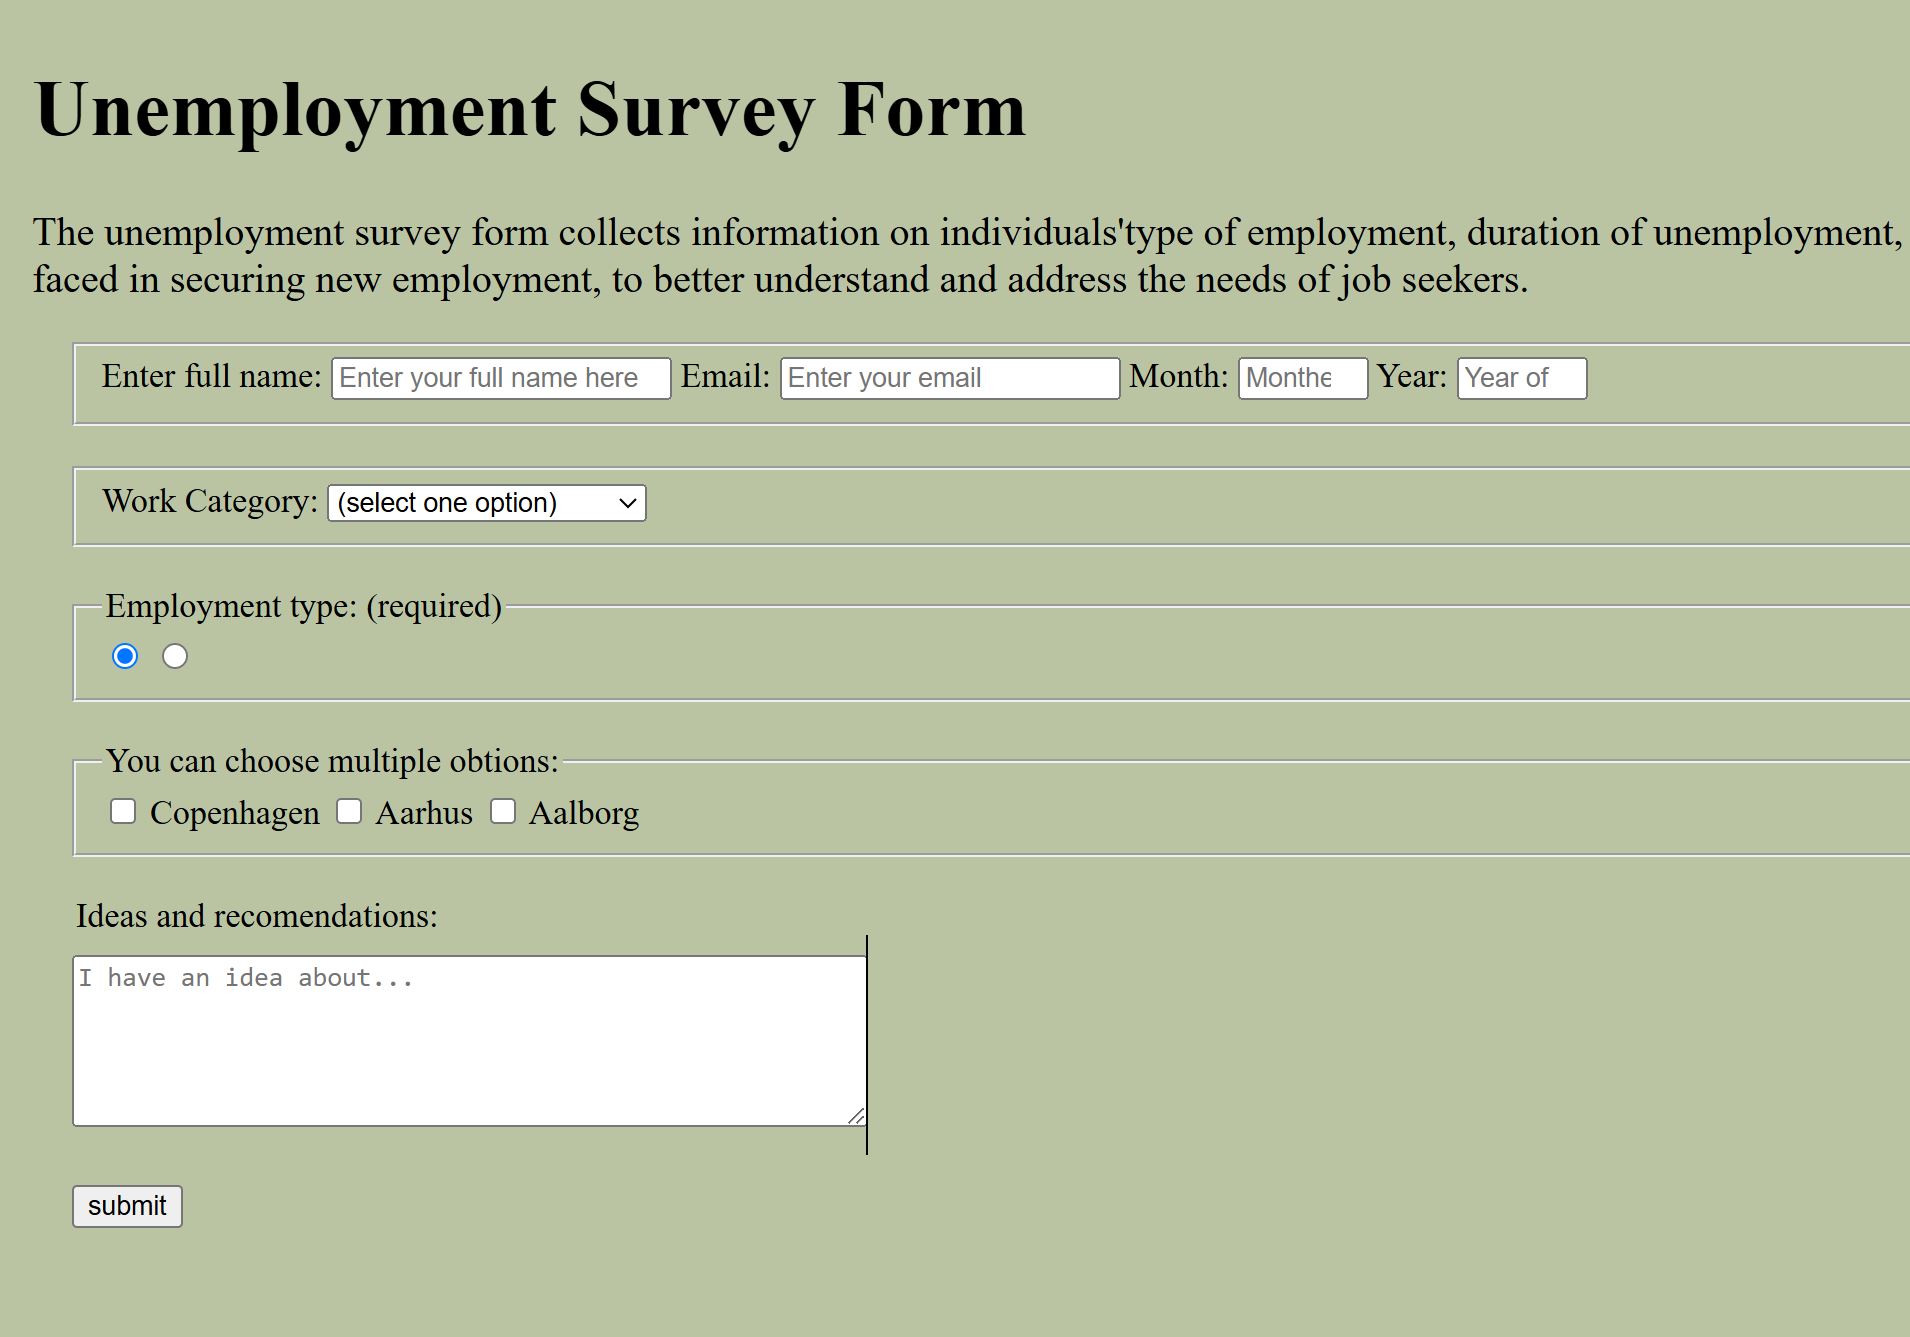 Unemployment Survey Form
The unemployment survey form collects information on individuals'type of employment, duration of unemployment,
faced in securing new employment, to better understand and address the needs of job seekers.
Enter full name: Enter your full name here Email: Enter your email Month: Monthe Year: Year of
Work Category: (select one option)
Employment type: (required)
You can choose multiple obtions:
Copenhagen Aarhus Aalborg
Ideas and recomendations:
I have an idea about...
submit